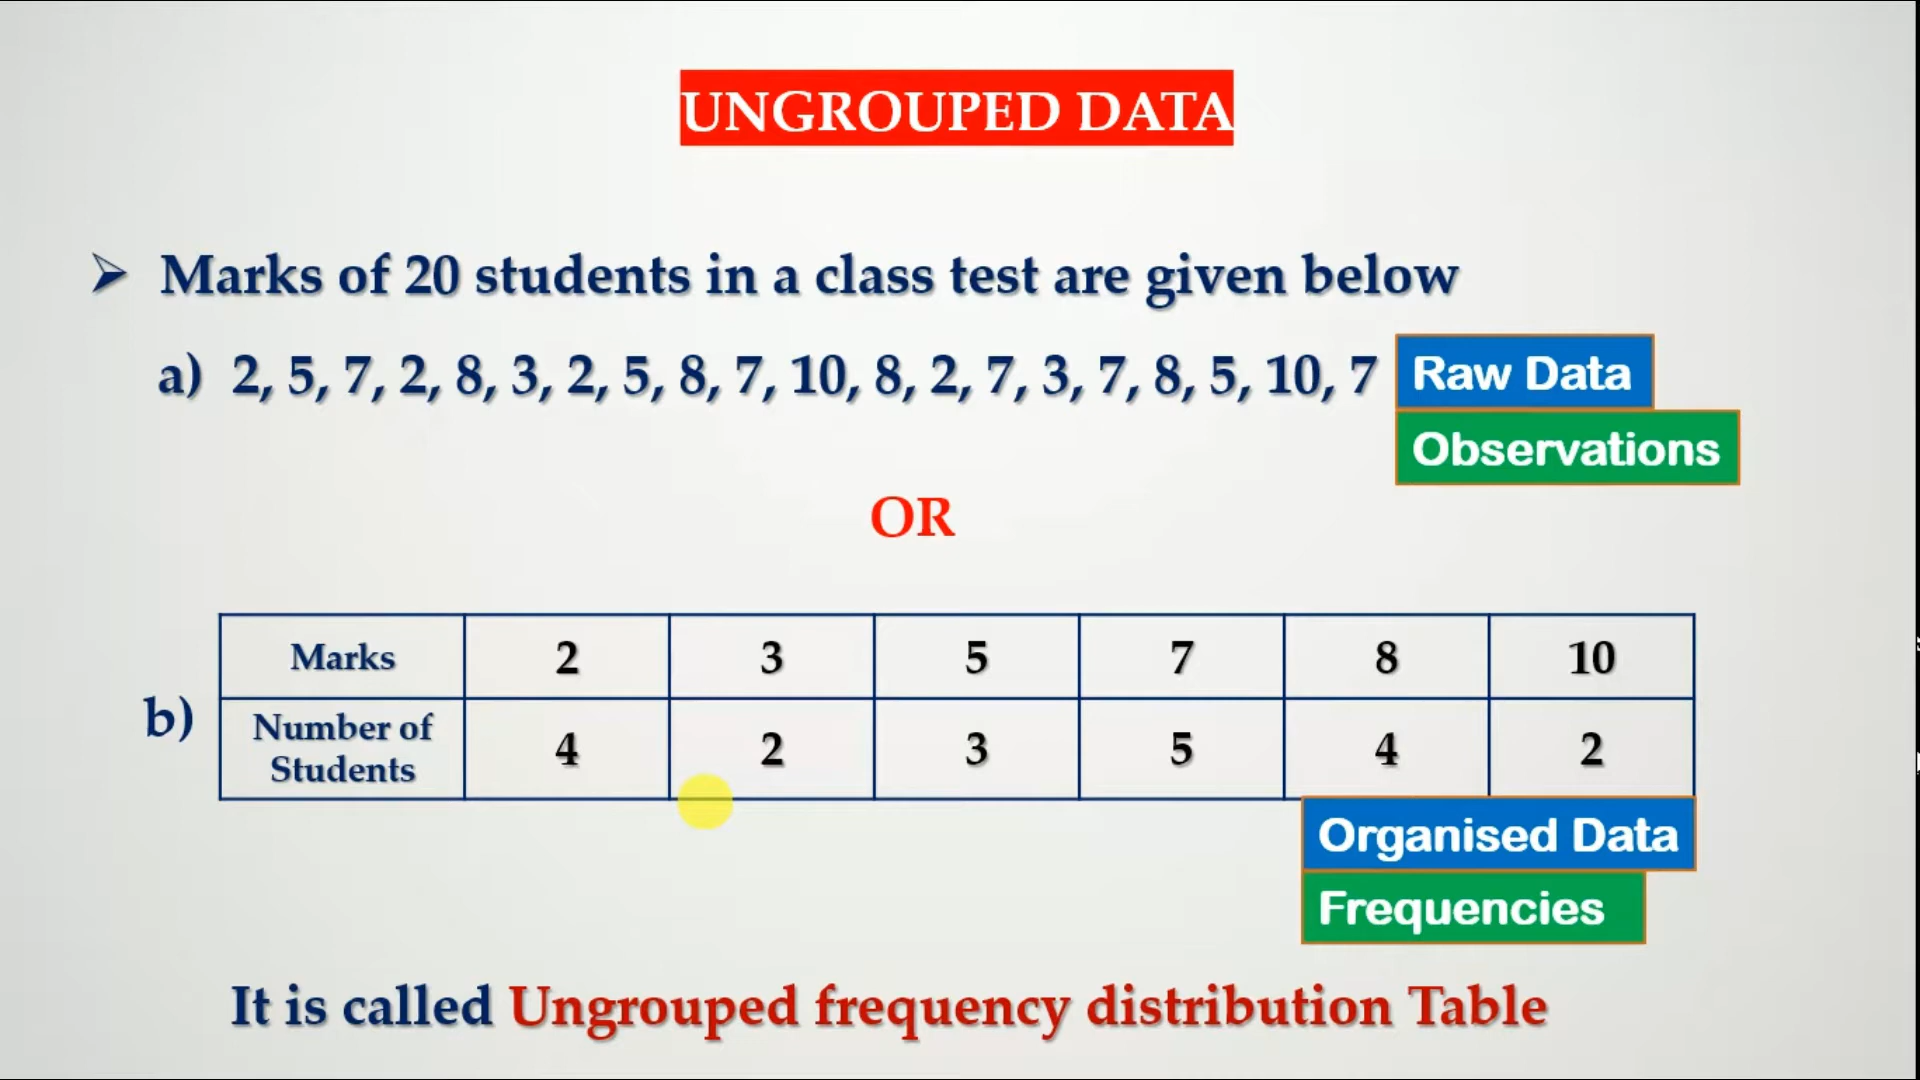 UNGROUPED DATA
➢ Marks of 20 students in a class test are given below
a) 2, 5, 7, 2, 8, 3, 2, 5, 8, 7, 10, 8, 2, 7, 3, 7, 8, 5, 10, 7
Raw Data
Observations
OR
b)
Marks 2 3 5 7 8 10
Number of
Students 4 2 3 5 4 2
Organised Data
Frequencies
It is called Ungrouped frequency distribution Table